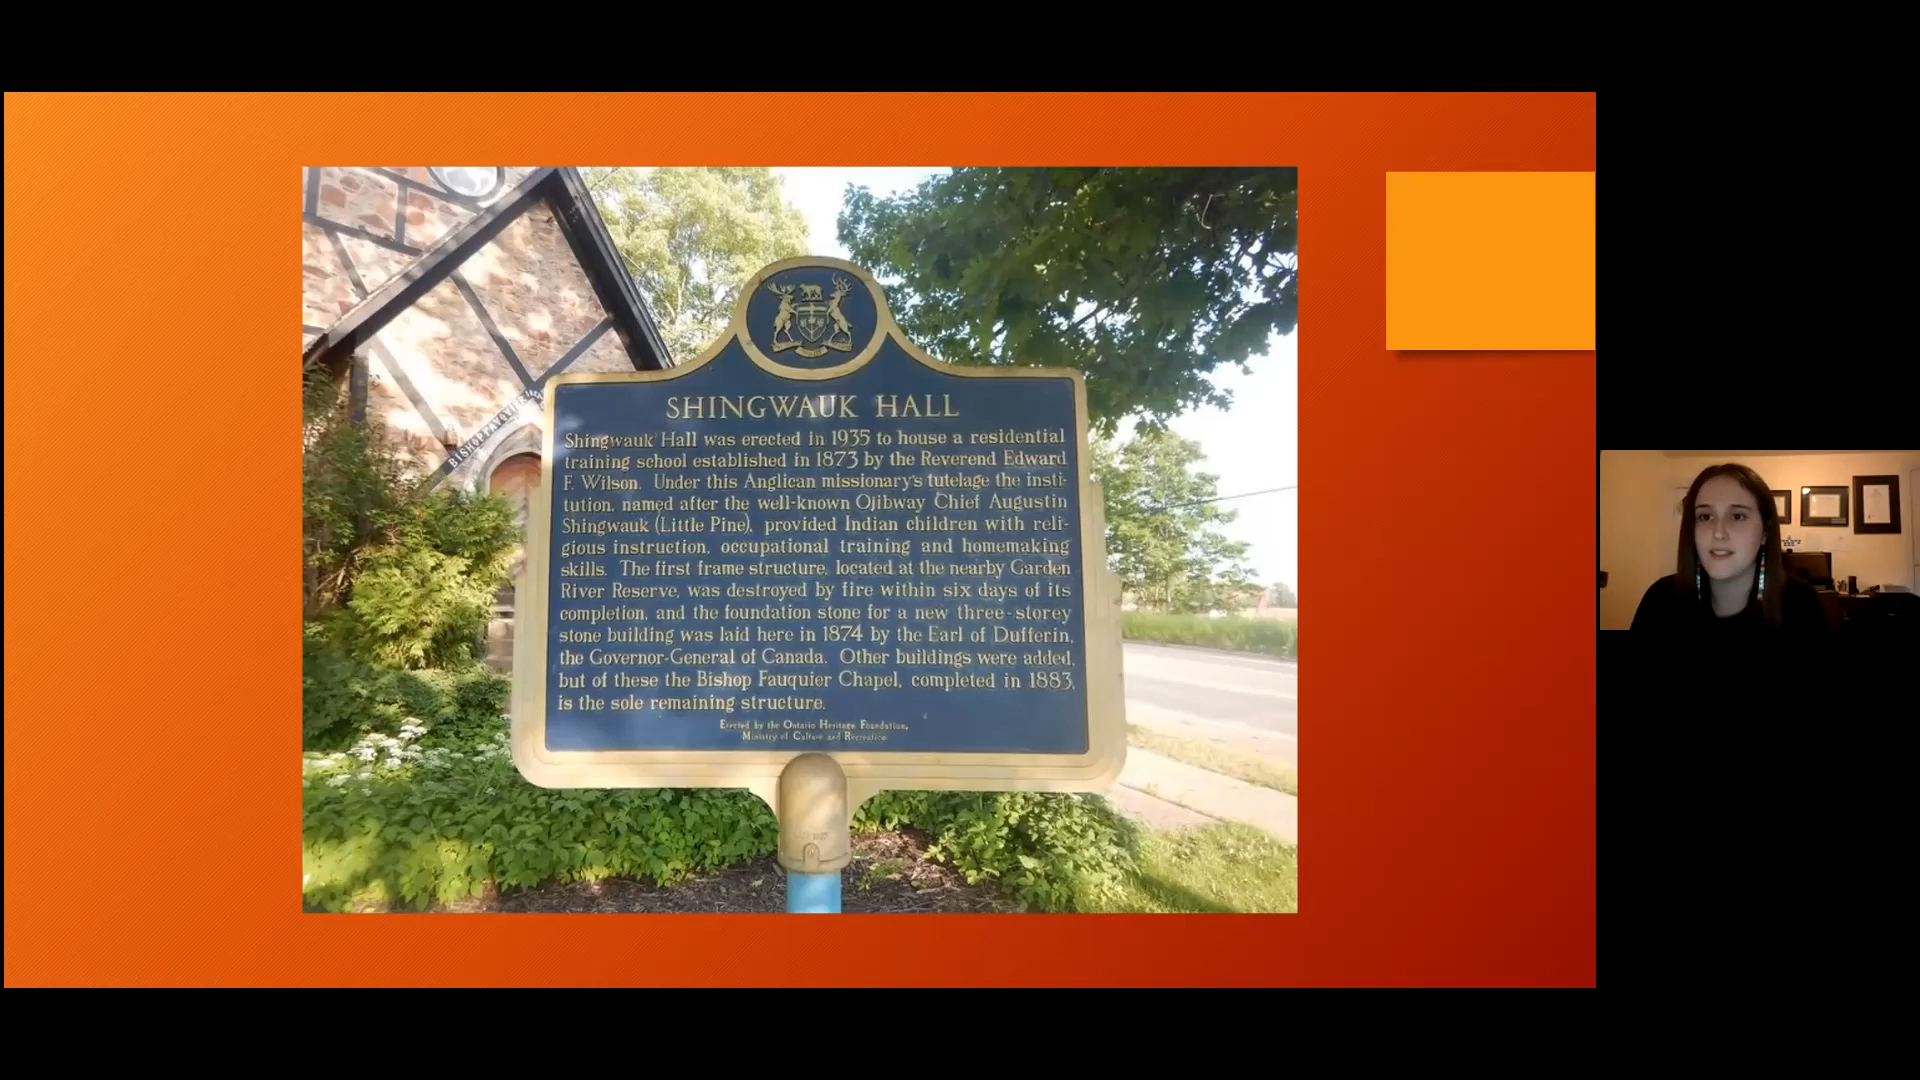 SHINGWAUK HALL
Shingwauk Hall was erected in 1935 to house a residential
training school established in 1873 by the Reverend Edward
F. Wilson. Under this Anglican missionary's tutelage the insti-
tution, named after the well-known Ojibway Chief Augustin
Shingwauk (Little Pine), provided Indian children with reli-
gious instruction, occupational training and homemaking
skills. The first frame structure, located at the nearby Garden
River Reserve, was destroyed by fire within six days of its
completion, and the foundation stone for a new three-storey
stone building was laid here in 1874 by the Earl of Dufferin,
the Governor-General of Canada. Other buildings were added,
but of these the Bishop Fauquier Chapel, completed in 1883,
is the sole remaining structure.
Erected by the Ontario Heritage Foundation,
Ministry of Culture and Recreation
BISHOP FAUQUIER